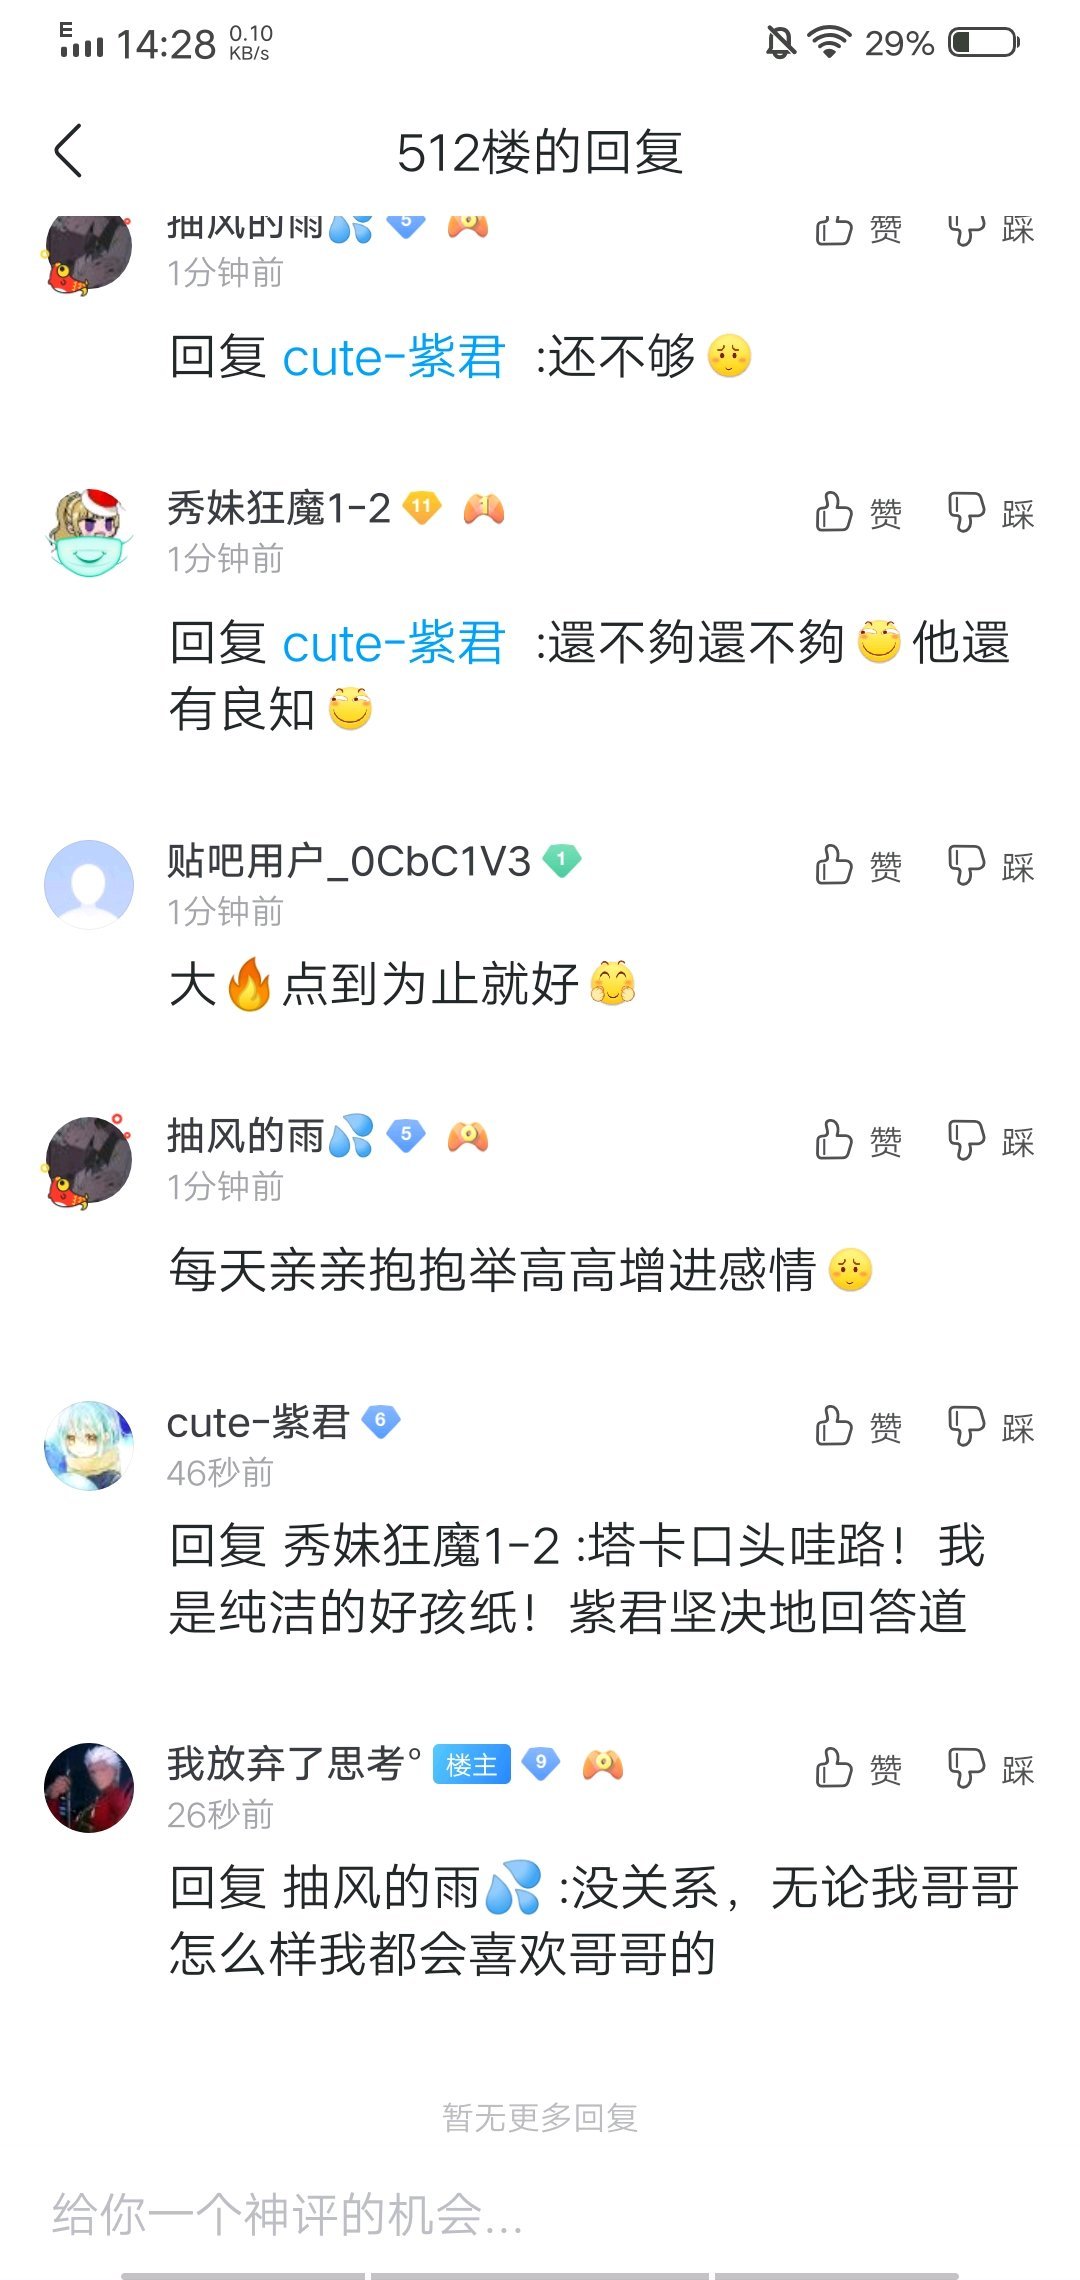 E
14:28 0.10 KB/s 29%
512楼的回复
抽风的雨💦 5 赞 踩
1分钟前
回复 cute-紫君 :还不够
秀妹狂魔1-2 11 赞 踩
1分钟前
回复 cute-紫君 :還不夠還不夠 他還
有良知
贴吧用户_0CbC1V3 1 赞 踩
1分钟前
大🔥点到为止就好
抽风的雨💦 5 赞 踩
1分钟前
每天亲亲抱抱举高高增进感情
cute-紫君 6 赞 踩
46秒前
回复 秀妹狂魔1-2 :塔卡口头哇路！我
是纯洁的好孩纸！紫君坚决地回答道
我放弃了思考° 楼主 9 赞 踩
26秒前
回复 抽风的雨💦 :没关系，无论我哥哥
怎么样我都会喜欢哥哥的
暂无更多回复
给你一个神评的机会...